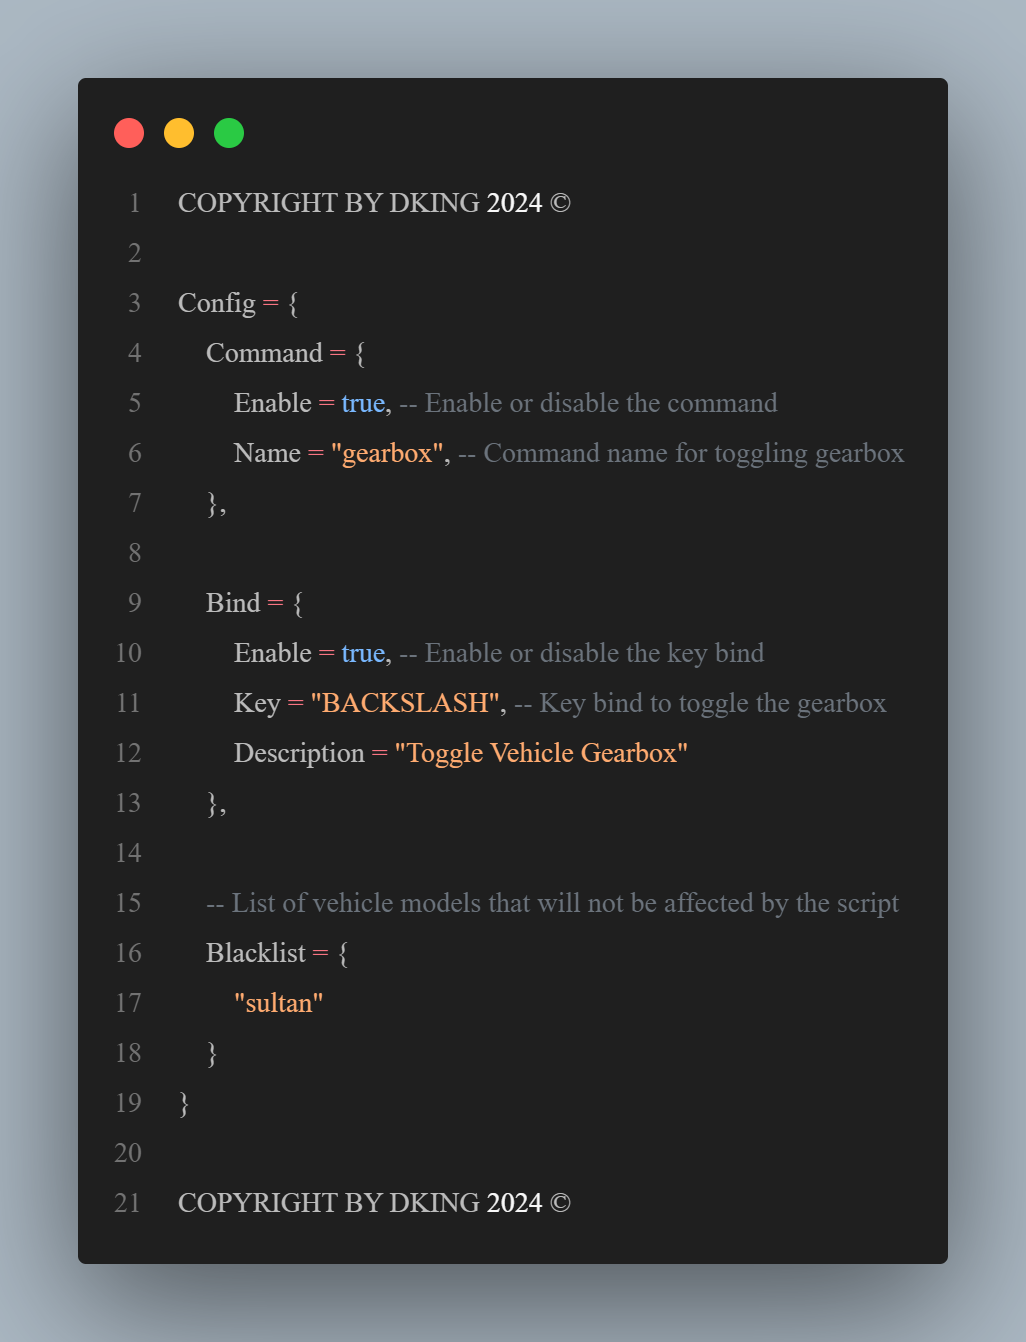 1 COPYRIGHT BY DKING 2024 ©
2
3 Config = {
4     Command = {
5         Enable = true, -- Enable or disable the command
6         Name = "gearbox", -- Command name for toggling gearbox
7     },
8
9     Bind = {
10         Enable = true, -- Enable or disable the key bind
11         Key = "BACKSLASH", -- Key bind to toggle the gearbox
12         Description = "Toggle Vehicle Gearbox"
13     },
14
15     -- List of vehicle models that will not be affected by the script
16     Blacklist = {
17         "sultan"
18     }
19 }
20
21 COPYRIGHT BY DKING 2024 ©